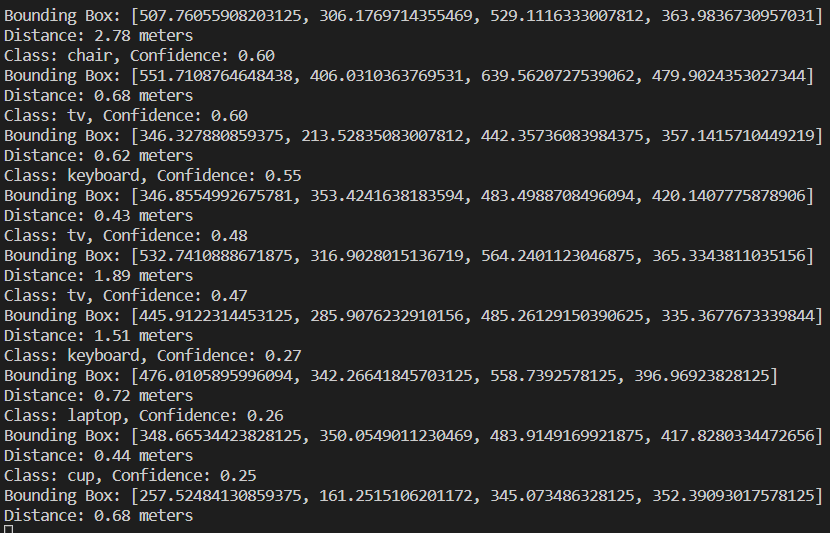 Bounding Box: [507.76055908203125, 306.1769714355469, 529.1116333007812, 363.9836730957031]
Distance: 2.78 meters
Class: chair, Confidence: 0.60
Bounding Box: [551.7108764648438, 406.0310363769531, 639.5620727539062, 479.9024353027344]
Distance: 0.68 meters
Class: tv, Confidence: 0.60
Bounding Box: [346.327880859375, 213.52835083007812, 442.35736083984375, 357.1415710449219]
Distance: 0.62 meters
Class: keyboard, Confidence: 0.55
Bounding Box: [346.8554992675781, 353.4241638183594, 483.4988708496094, 420.1407775878906]
Distance: 0.43 meters
Class: tv, Confidence: 0.48
Bounding Box: [532.7410888671875, 316.9028015136719, 564.2401123046875, 365.3343811035156]
Distance: 1.89 meters
Class: tv, Confidence: 0.47
Bounding Box: [445.9122314453125, 285.9076232910156, 485.26129150390625, 335.3677673339844]
Distance: 1.51 meters
Class: keyboard, Confidence: 0.27
Bounding Box: [476.0105895996094, 342.26641845703125, 558.7392578125, 396.96923828125]
Distance: 0.72 meters
Class: laptop, Confidence: 0.26
Bounding Box: [348.66534423828125, 350.0549011230469, 483.9149169921875, 417.8280334472656]
Distance: 0.44 meters
Class: cup, Confidence: 0.25
Bounding Box: [257.52484130859375, 161.2515106201172, 345.073486328125, 352.39093017578125]
Distance: 0.68 meters